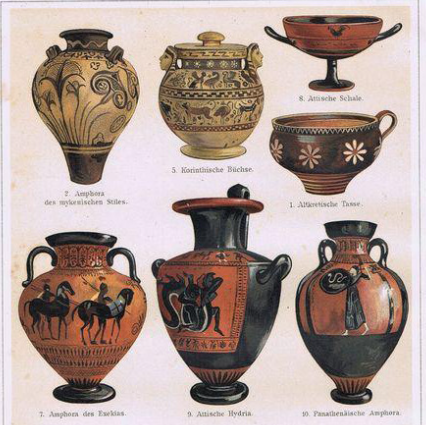 8. Attische Schale.
5. Korinthische Büchse.
2. Amphora
des mykenischen Stiles.
1. Altkretische Tasse.
7. Amphora des Exekias.
9. Attische Hydria.
10. Panathenäische Amphora.